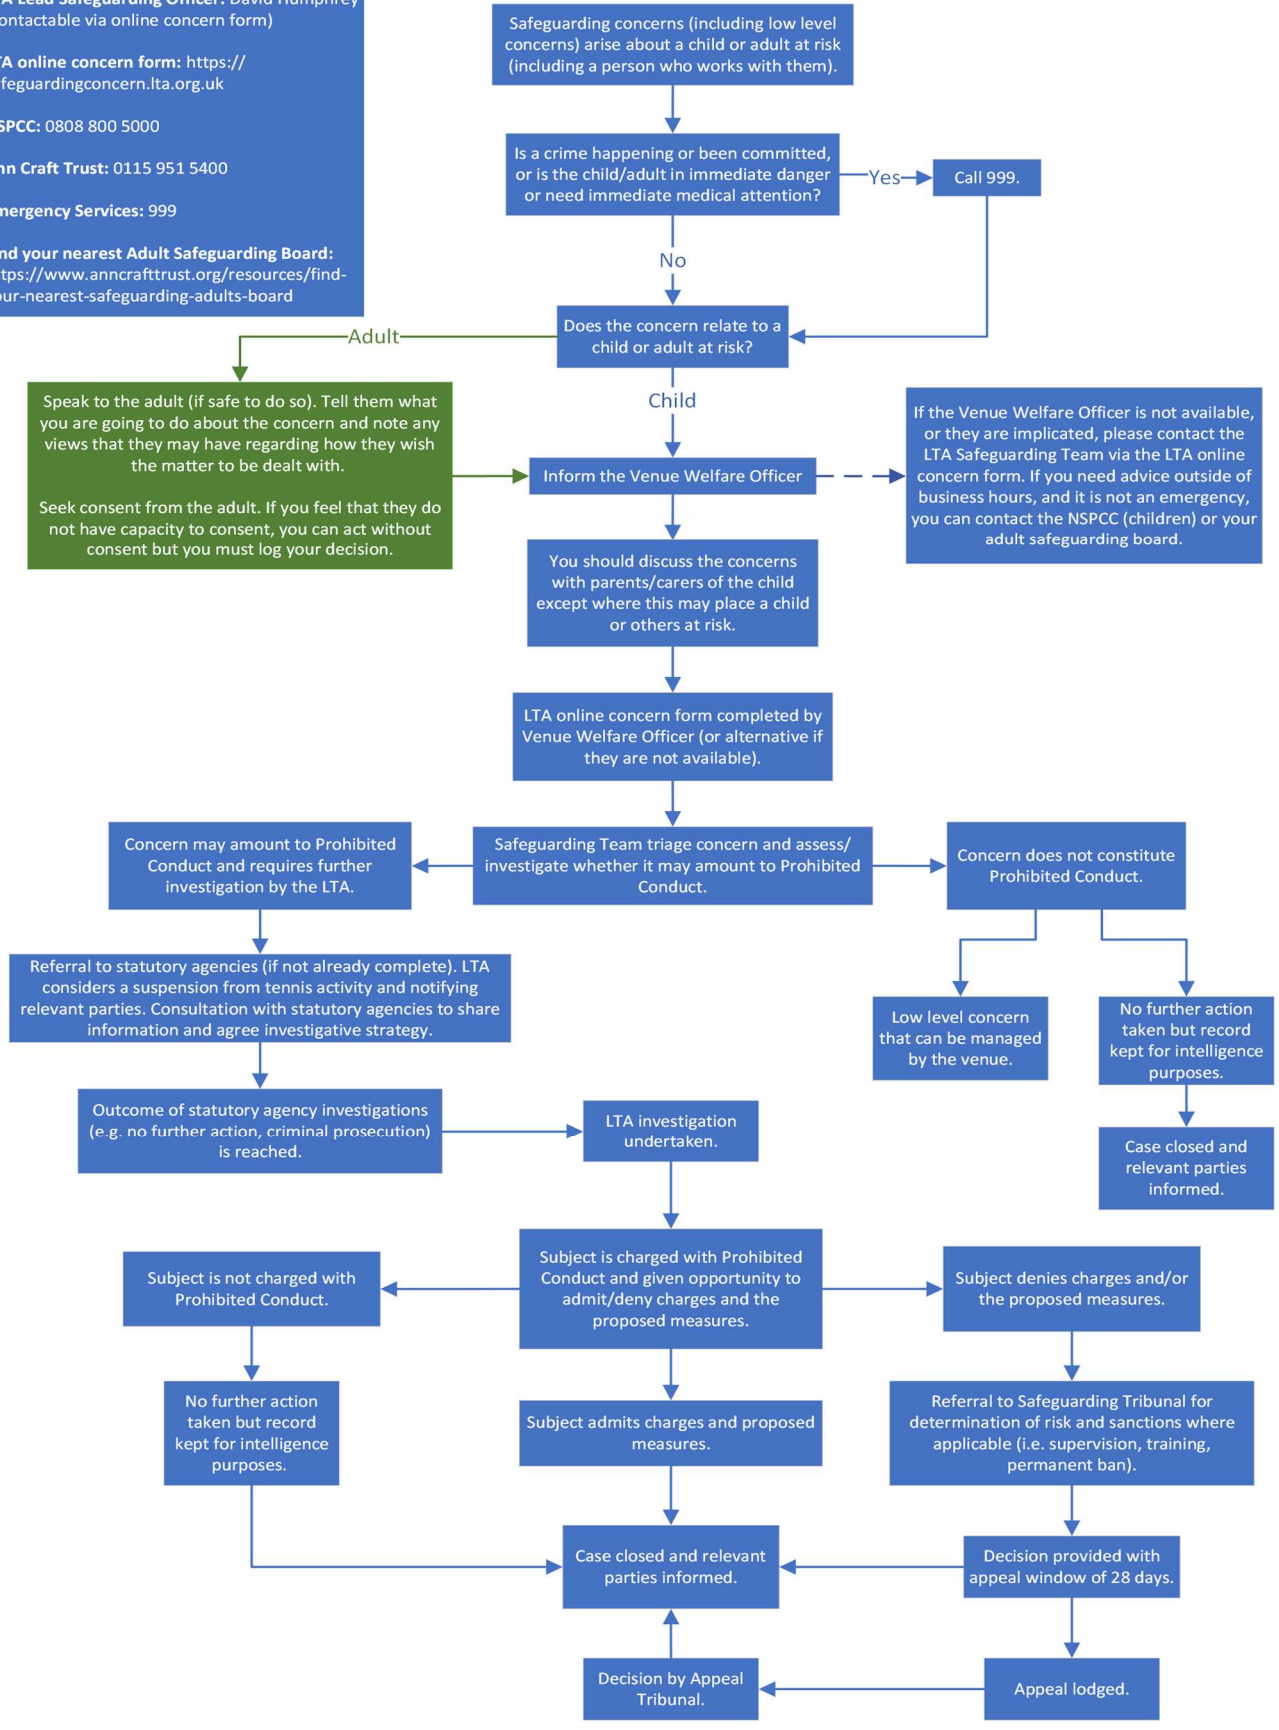 Lead Safeguarding Officer: David Humphrey
ontactable via online concern form)
online concern form: https://
feguardingconcern.lta.org.uk
SPCC: 0808 800 5000
nn Craft Trust: 0115 951 5400
mergency Services: 999
nd your nearest Adult Safeguarding Board:
tps://www.anncrafttrust.org/resources/find-
ur-nearest-safeguarding-adults-board
Safeguarding concerns (including low level
concerns) arise about a child or adult at risk
(including a person who works with them).
Is a crime happening or been committed,
or is the child/adult in immediate danger
or need immediate medical attention?
Yes
Call 999.
No
Does the concern relate to a
child or adult at risk?
Adult
Child
Speak to the adult (if safe to do so). Tell them what
you are going to do about the concern and note any
views that they may have regarding how they wish
the matter to be dealt with.
Seek consent from the adult. If you feel that they do
not have capacity to consent, you can act without
consent but you must log your decision.
Inform the Venue Welfare Officer
If the Venue Welfare Officer is not available,
or they are implicated, please contact the
LTA Safeguarding Team via the LTA online
concern form. If you need advice outside of
business hours, and it is not an emergency,
you can contact the NSPCC (children) or your
adult safeguarding board.
You should discuss the concerns
with parents/carers of the child
except where this may place a child
or others at risk.
LTA online concern form completed by
Venue Welfare Officer (or alternative if
they are not available).
Concern may amount to Prohibited
Conduct and requires further
investigation by the LTA.
Safeguarding Team triage concern and assess/
investigate whether it may amount to Prohibited
Conduct.
Concern does not constitute
Prohibited Conduct.
Referral to statutory agencies (if not already complete). LTA
considers a suspension from tennis activity and notifying
relevant parties. Consultation with statutory agencies to share
information and agree investigative strategy.
Low level concern
that can be managed
by the venue.
No further action
taken but record
kept for intelligence
purposes.
Outcome of statutory agency investigations
(e.g. no further action, criminal prosecution)
is reached.
LTA investigation
undertaken.
Case closed and
relevant parties
informed.
Subject is not charged with
Prohibited Conduct.
Subject is charged with Prohibited
Conduct and given opportunity to
admit/deny charges and the
proposed measures.
Subject denies charges and/or
the proposed measures.
No further action
taken but record
kept for intelligence
purposes.
Subject admits charges and proposed
measures.
Referral to Safeguarding Tribunal for
determination of risk and sanctions where
applicable (i.e. supervision, training,
permanent ban).
Case closed and relevant
parties informed.
Decision provided with
appeal window of 28 days.
Decision by Appeal
Tribunal.
Appeal lodged.